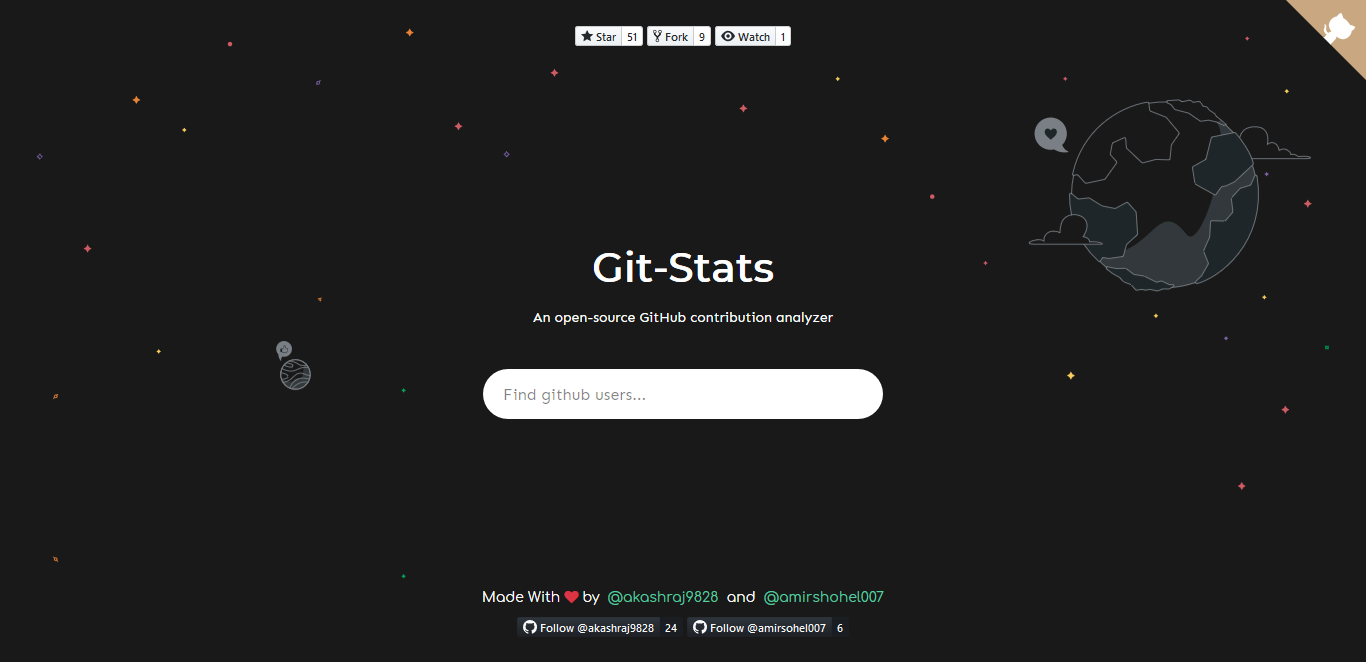 Star 51 Fork 9 Watch 1
Git-Stats
An open-source GitHub contribution analyzer
Find github users...
Made With by @akashraj9828 and @amirshohel007
Follow @akashraj9828 24 Follow @amirsohel007 6